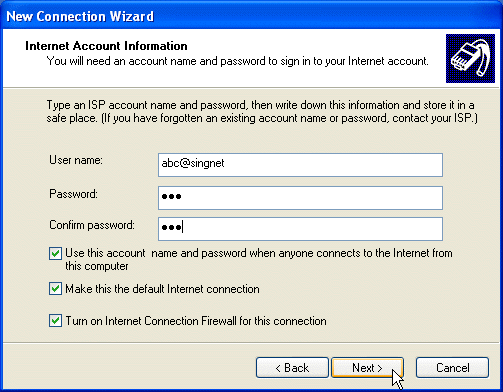 New Connection Wizard
Internet Account Information
You will need an account name and password to sign in to your Internet account.
Type an ISP account name and password, then write down this information and store it in a
safe place. (If you have forgotten an existing account name or password, contact your ISP.)
User name:
abc@singnet
Password:
●●●
Confirm password:
●●●
Use this account name and password when anyone connects to the Internet from
this computer
Make this the default Internet connection
Turn on Internet Connection Firewall for this connection
< Back
Next >
Cancel